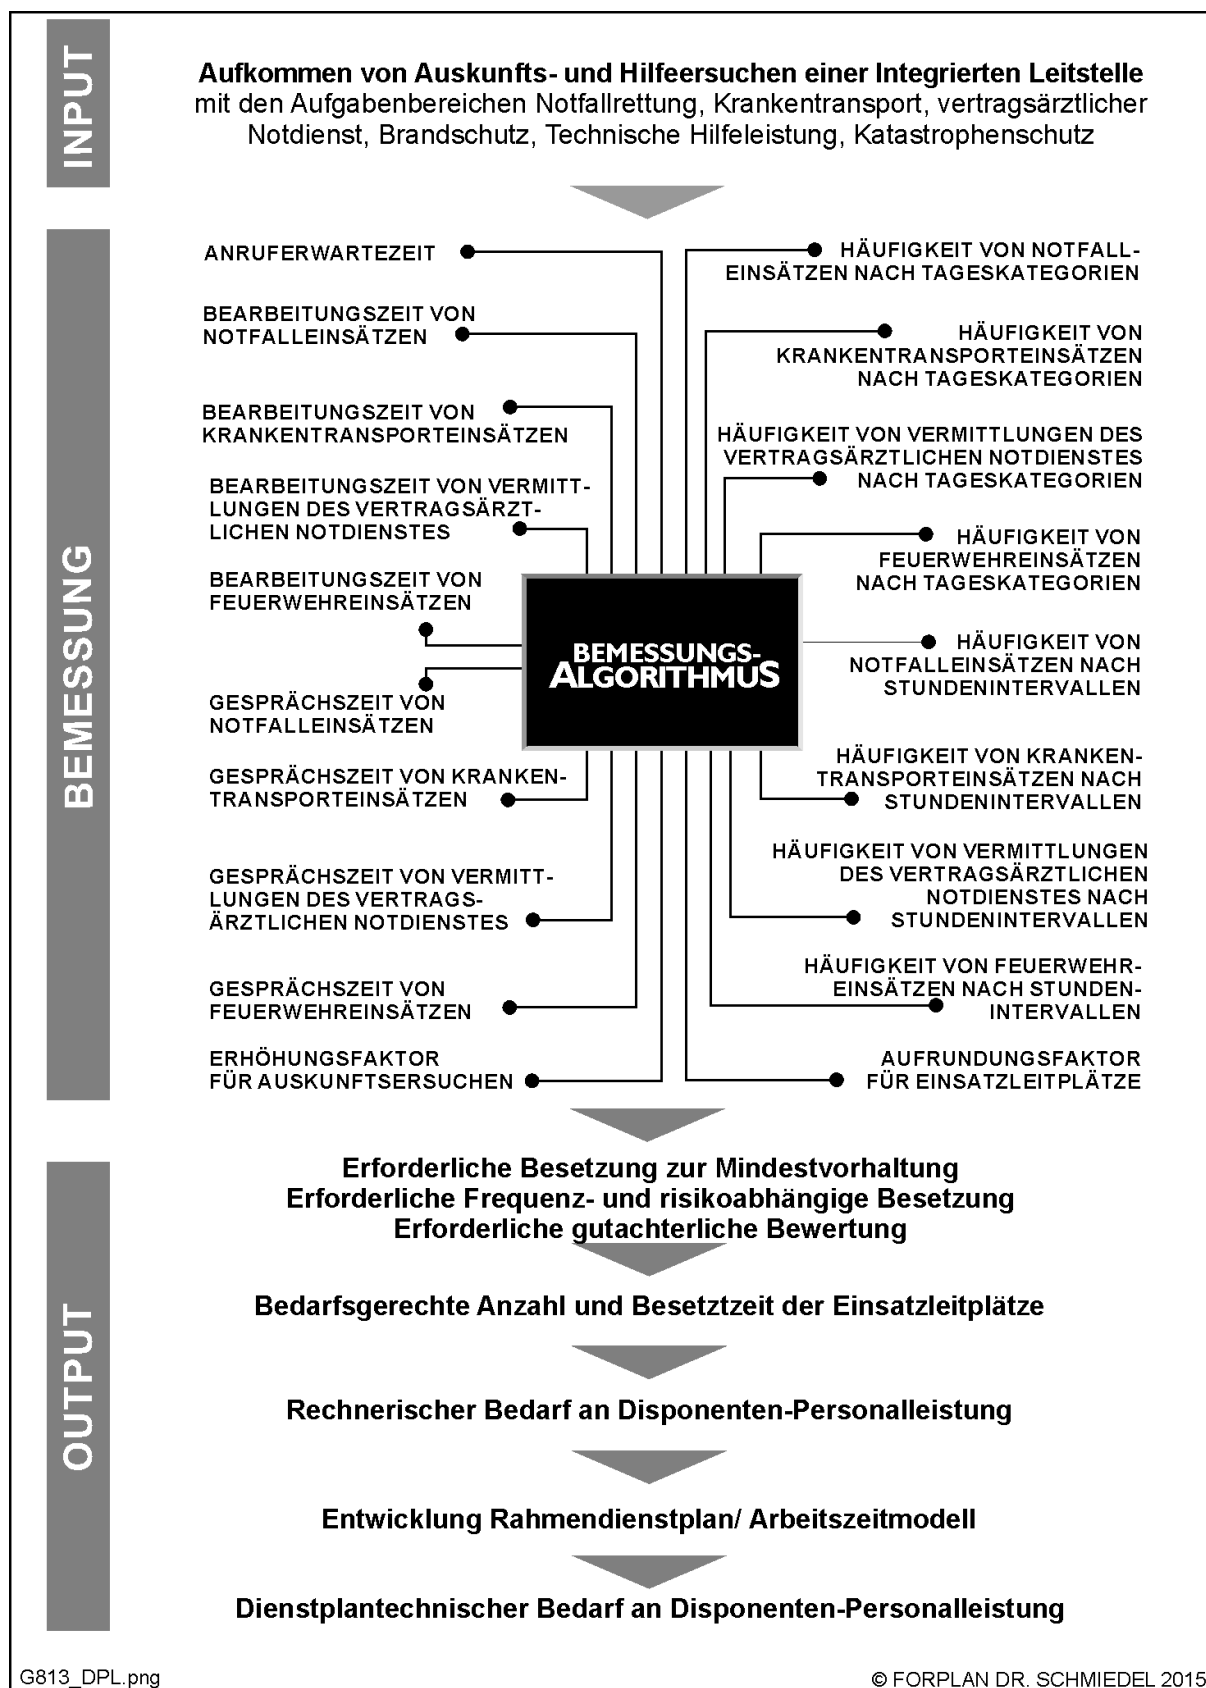 INPUT
Aufkommen von Auskunfts- und Hilfeersuchen einer Integrierten Leitstelle
mit den Aufgabenbereichen Notfallrettung, Krankentransport, vertragsärztlicher
Notdienst, Brandschutz, Technische Hilfeleistung, Katastrophenschutz
BEMESSUNG
ANRUFERWARTEZEIT
BEARBEITUNGSZEIT VON
NOTFALLEINSÄTZEN
BEARBEITUNGSZEIT VON
KRANKENTRANSPORTEINSÄTZEN
BEARBEITUNGSZEIT VON VERMITT-
LUNGEN DES VERTRAGSÄRZT-
LICHEN NOTDIENSTES
BEARBEITUNGSZEIT VON
FEUERWEHREINSÄTZEN
GESPRÄCHSZEIT VON
NOTFALLEINSÄTZEN
GESPRÄCHSZEIT VON KRANKEN-
TRANSPORTEINSÄTZEN
GESPRÄCHSZEIT VON VERMITT-
LUNGEN DES VERTRAGS-
ÄRZTLICHEN NOTDIENSTES
GESPRÄCHSZEIT VON
FEUERWEHREINSÄTZEN
ERHÖHUNGSFAKTOR
FÜR AUSKUNFTSERSUCHEN
BEMESSUNGS-
ALGORITHMUS
HÄUFIGKEIT VON NOTFALL-
EINSÄTZEN NACH TAGESKATEGORIEN
HÄUFIGKEIT VON
KRANKENTRANSPORTEINSÄTZEN
NACH TAGESKATEGORIEN
HÄUFIGKEIT VON VERMITTLUNGEN DES
VERTRAGSÄRZTLICHEN NOTDIENSTES
NACH TAGESKATEGORIEN
HÄUFIGKEIT VON
FEUERWEHREINSÄTZEN
NACH TAGESKATEGORIEN
HÄUFIGKEIT VON
NOTFALLEINSÄTZEN NACH
STUNDENINTERVALLEN
HÄUFIGKEIT VON KRANKEN-
TRANSPORTEINSÄTZEN NACH
STUNDENINTERVALLEN
HÄUFIGKEIT VON VERMITTLUNGEN
DES VERTRAGSÄRZTLICHEN
NOTDIENSTES NACH
STUNDENINTERVALLEN
HÄUFIGKEIT VON FEUERWEHR-
EINSÄTZEN NACH STUNDEN-
INTERVALLEN
AUFRUNDUNGSFAKTOR
FÜR EINSATZLEITPLÄTZE
OUTPUT
Erforderliche Besetzung zur Mindestvorhaltung
Erforderliche Frequenz- und risikoabhängige Besetzung
Erforderliche gutachterliche Bewertung
Bedarfsgerechte Anzahl und Besetztzeit der Einsatzleitplätze
Rechnerischer Bedarf an Disponenten-Personalleistung
Entwicklung Rahmendienstplan/ Arbeitszeitmodell
Dienstplantechnischer Bedarf an Disponenten-Personalleistung
G813_DPL.png
© FORPLAN DR. SCHMIEDEL 2015